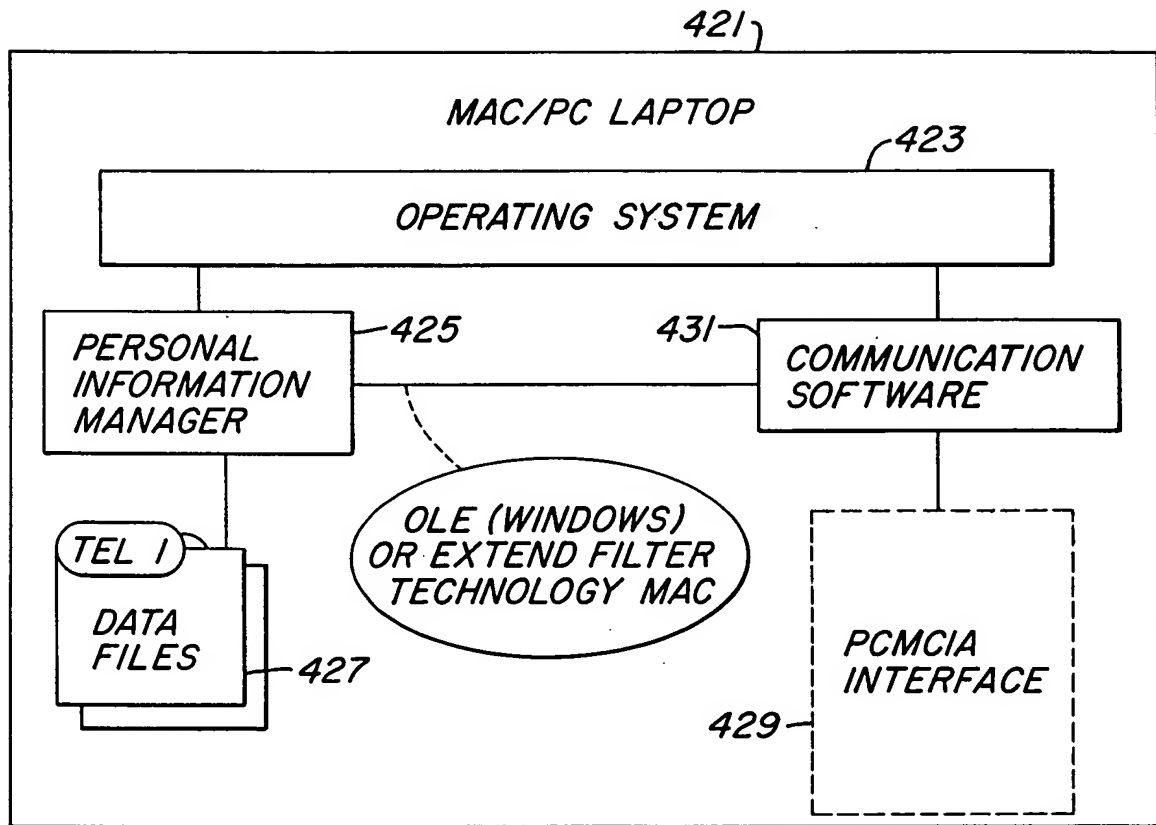 421
MAC/PC LAPTOP
423
OPERATING SYSTEM
425
431
PERSONAL
INFORMATION
MANAGER
COMMUNICATION
SOFTWARE
OLE (WINDOWS)
OR EXTEND FILTER
TECHNOLOGY MAC
TEL 1
DATA
FILES
427
PCMCIA
INTERFACE
429